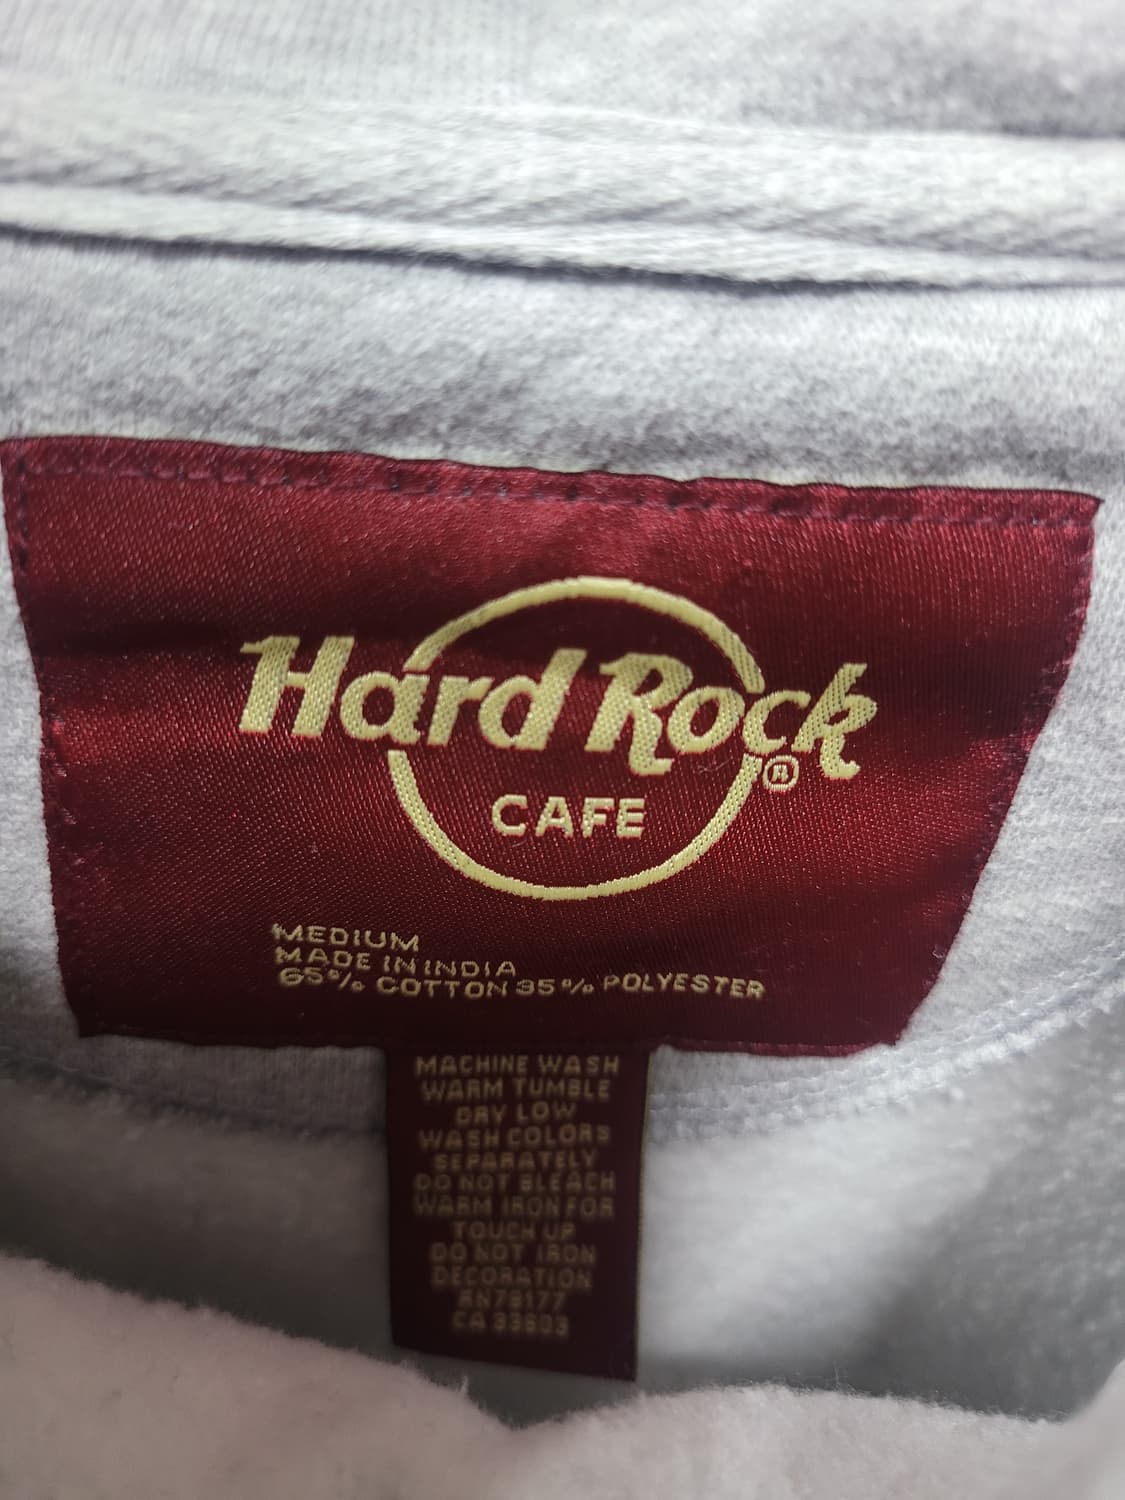 Hard Rock
®
CAFE
MEDIUM
MADE IN INDIA
65% COTTON 35% POLYESTER
MACHINE WASH
WARM TUMBLE
DRY LOW
WASH COLORS
SEPARATELY
DO NOT BLEACH
WARM IRON FOR
TOUCH UP
DO NOT IRON
DECORATION
RN78177
CA 33603